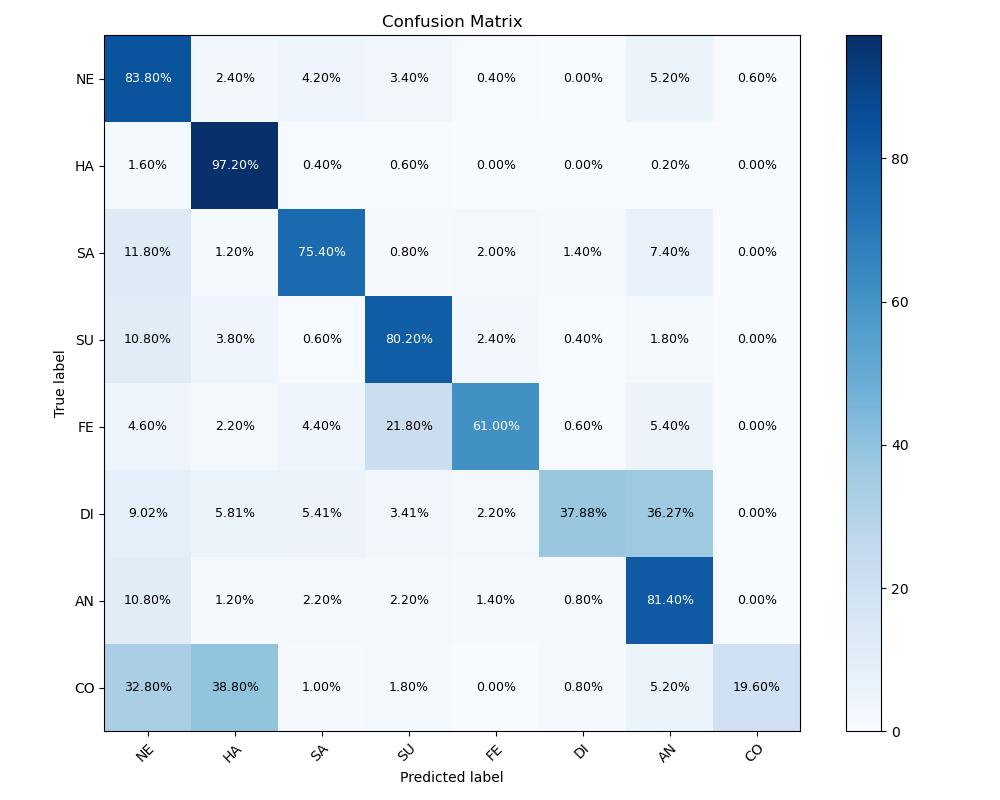 Confusion Matrix
NE 83.80% 2.40% 4.20% 3.40% 0.40% 0.00% 5.20% 0.60%
HA 1.60% 97.20% 0.40% 0.60% 0.00% 0.00% 0.20% 0.00%
SA 11.80% 1.20% 75.40% 0.80% 2.00% 1.40% 7.40% 0.00%
SU 10.80% 3.80% 0.60% 80.20% 2.40% 0.40% 1.80% 0.00%
FE 4.60% 2.20% 4.40% 21.80% 61.00% 0.60% 5.40% 0.00%
DI 9.02% 5.81% 5.41% 3.41% 2.20% 37.88% 36.27% 0.00%
AN 10.80% 1.20% 2.20% 2.20% 1.40% 0.80% 81.40% 0.00%
CO 32.80% 38.80% 1.00% 1.80% 0.00% 0.80% 5.20% 19.60%
NE HA SA SU FE DI AN CO
Predicted label
True label
80
60
40
20
0